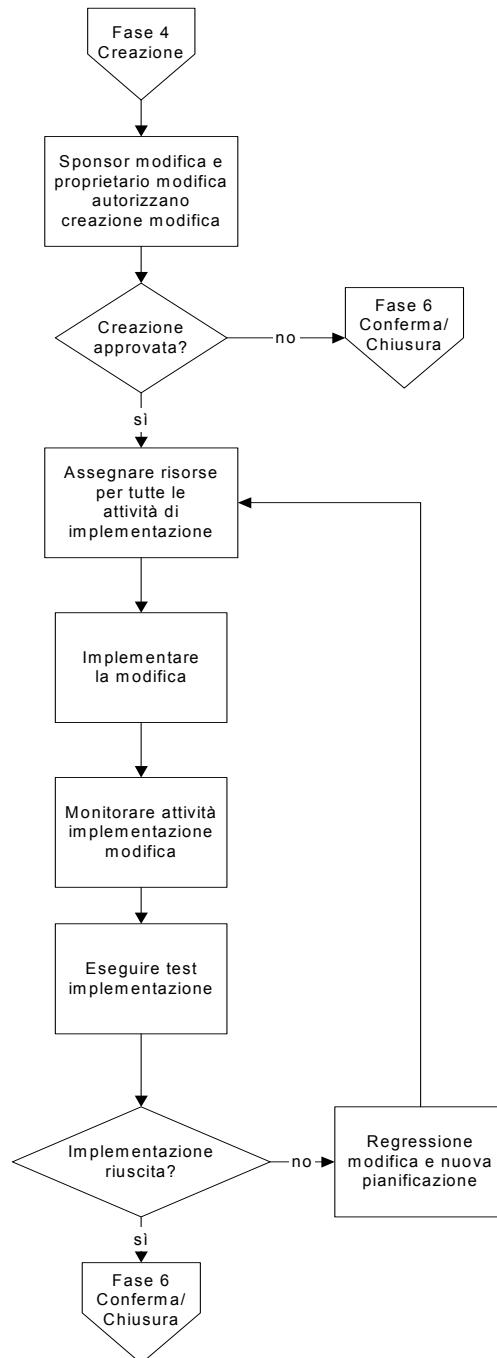 Fase 4
Creazione
Sponsor modifica e
proprietario modifica
autorizzano
creazione modifica
Creazione
approvata?
no
Fase 6
Conferma/
Chiusura
sì
Assegnare risorse
per tutte le
attività di
implementazione
Implementare
la modifica
Monitorare attività
implementazione
modifica
Eseguire test
implementazione
Implementazione
riuscita?
no
Regressione
modifica e nuova
pianificazione
sì
Fase 6
Conferma/
Chiusura